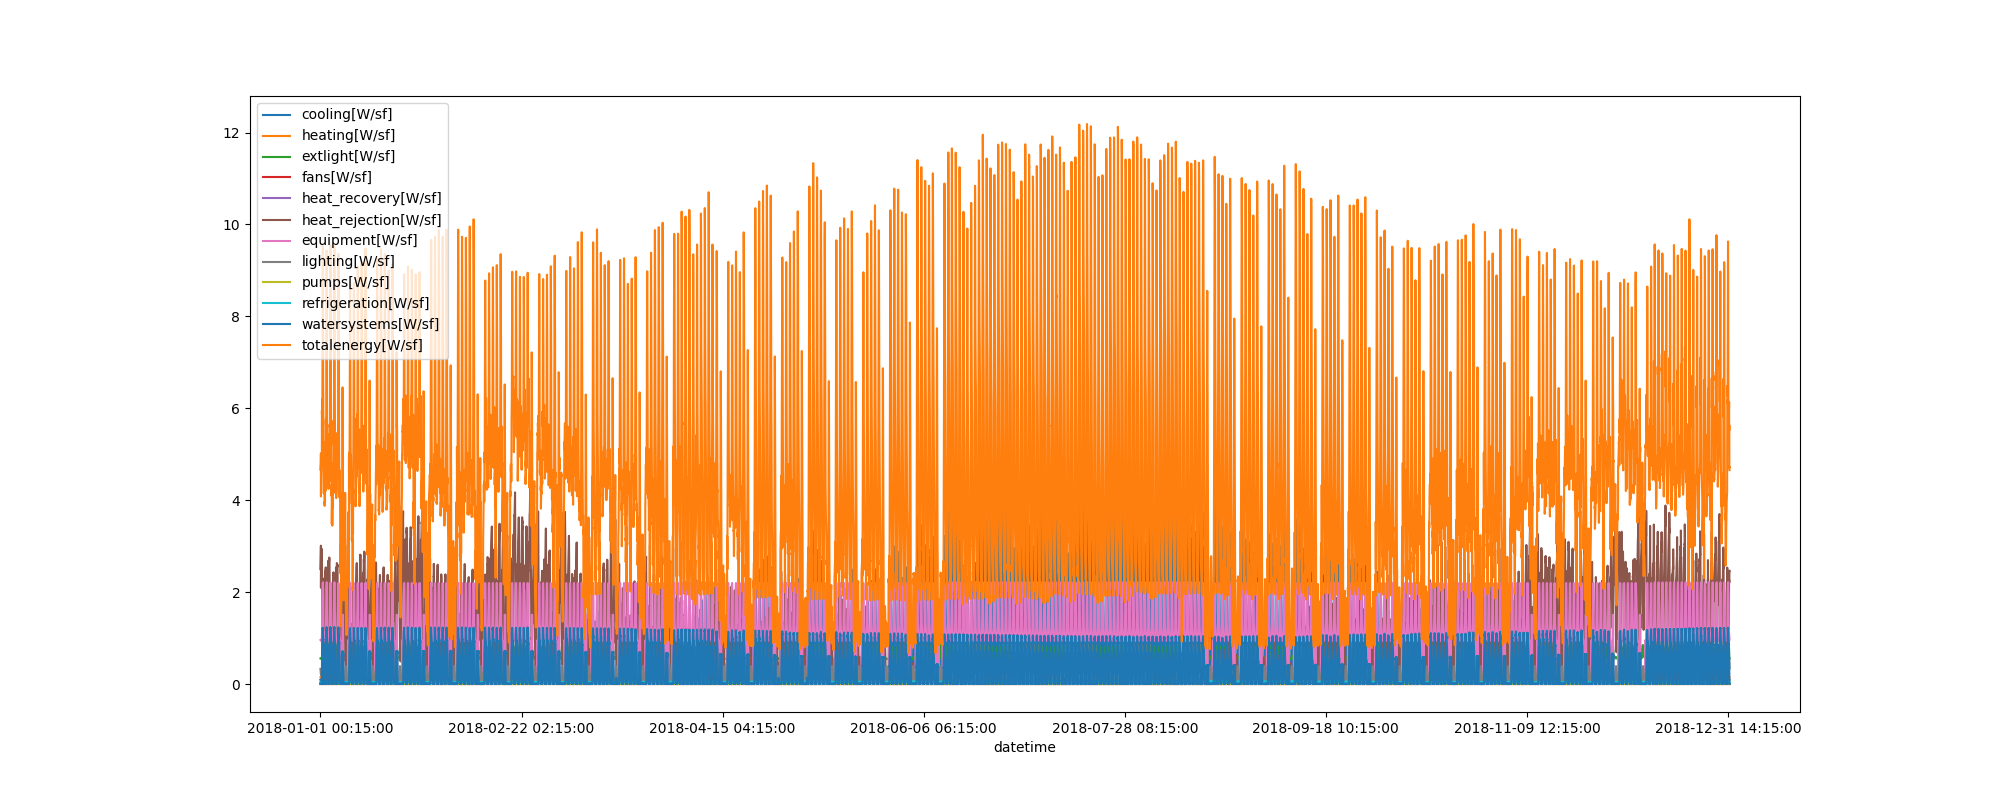 cooling[W/sf]
heating[W/sf]
extlight[W/sf]
fans[W/sf]
heat_recovery[W/sf]
heat_rejection[W/sf]
equipment[W/sf]
lighting[W/sf]
pumps[W/sf]
refrigeration[W/sf]
watersystems[W/sf]
totalenergy[W/sf]
12
10
8
6
4
2
0
2018-01-01 00:15:00 2018-02-22 02:15:00 2018-04-15 04:15:00 2018-06-06 06:15:00 2018-07-28 08:15:00 2018-09-18 10:15:00 2018-11-09 12:15:00 2018-12-31 14:15:00
datetime